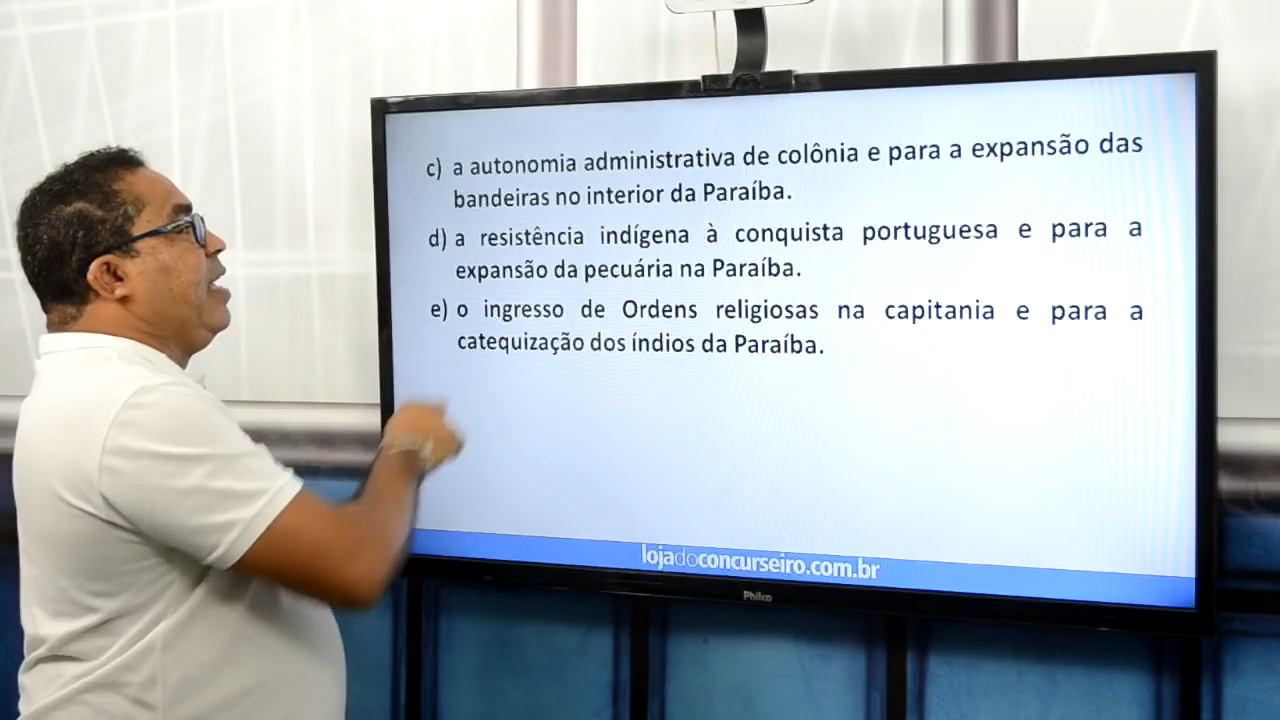 c) a autonomia administrativa de colônia e para a expansão das
bandeiras no interior da Paraíba.
d) a resistência indígena à conquista portuguesa e para a
expansão da pecuária na Paraíba.
e) o ingresso de Ordens religiosas na capitania e para a
catequização dos índios da Paraíba.
lojadoconcurseiro.com.br
Philco